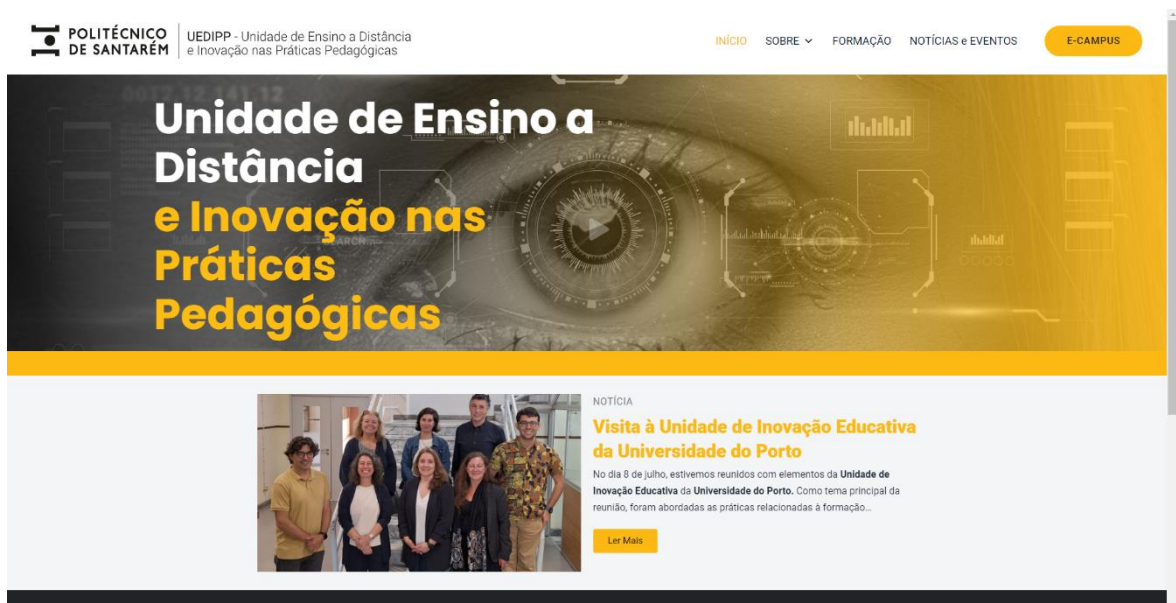 POLITÉCNICO
DE SANTARÉM
UEDIPP - Unidade de Ensino a Distância
e Inovação nas Práticas Pedagógicas
INÍCIO
SOBRE
FORMAÇÃO
NOTÍCIAS e EVENTOS
E-CAMPUS
Unidade de Ensino a
Distância
e Inovação nas
Práticas
Pedagógicas
NOTÍCIA
Visita à Unidade de Inovação Educativa
da Universidade do Porto
No dia 8 de julho, estivemos reunidos com elementos da Unidade de
Inovação Educativa da Universidade do Porto. Como tema principal da
reunião, foram abordadas as práticas relacionadas à formação...
Ler Mais